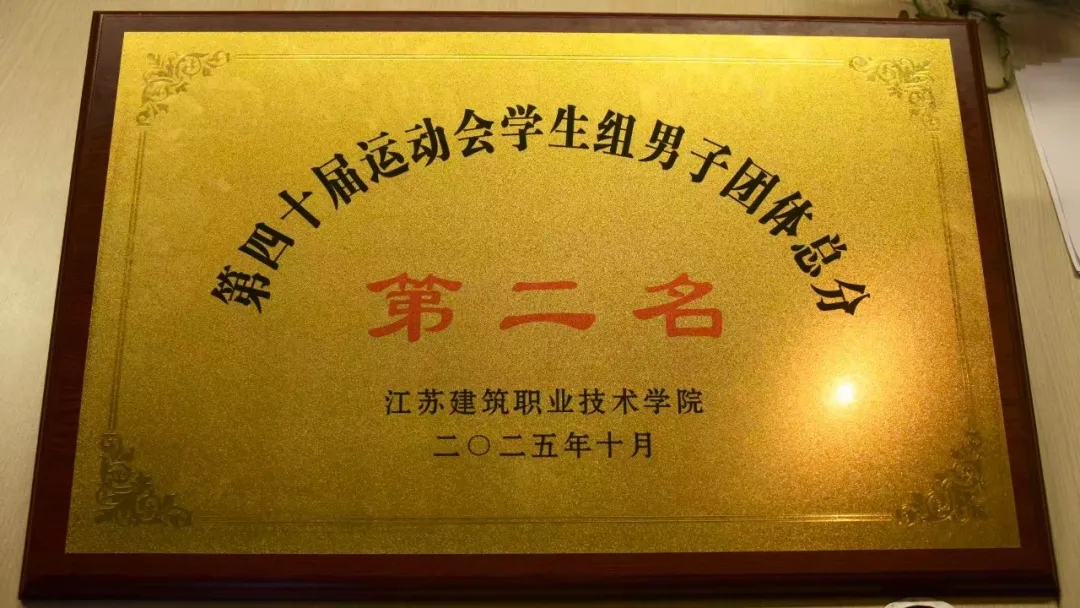 第四十届运动会学生组男子团体总分
第二名
江苏建筑职业技术学院
二〇二五年十月